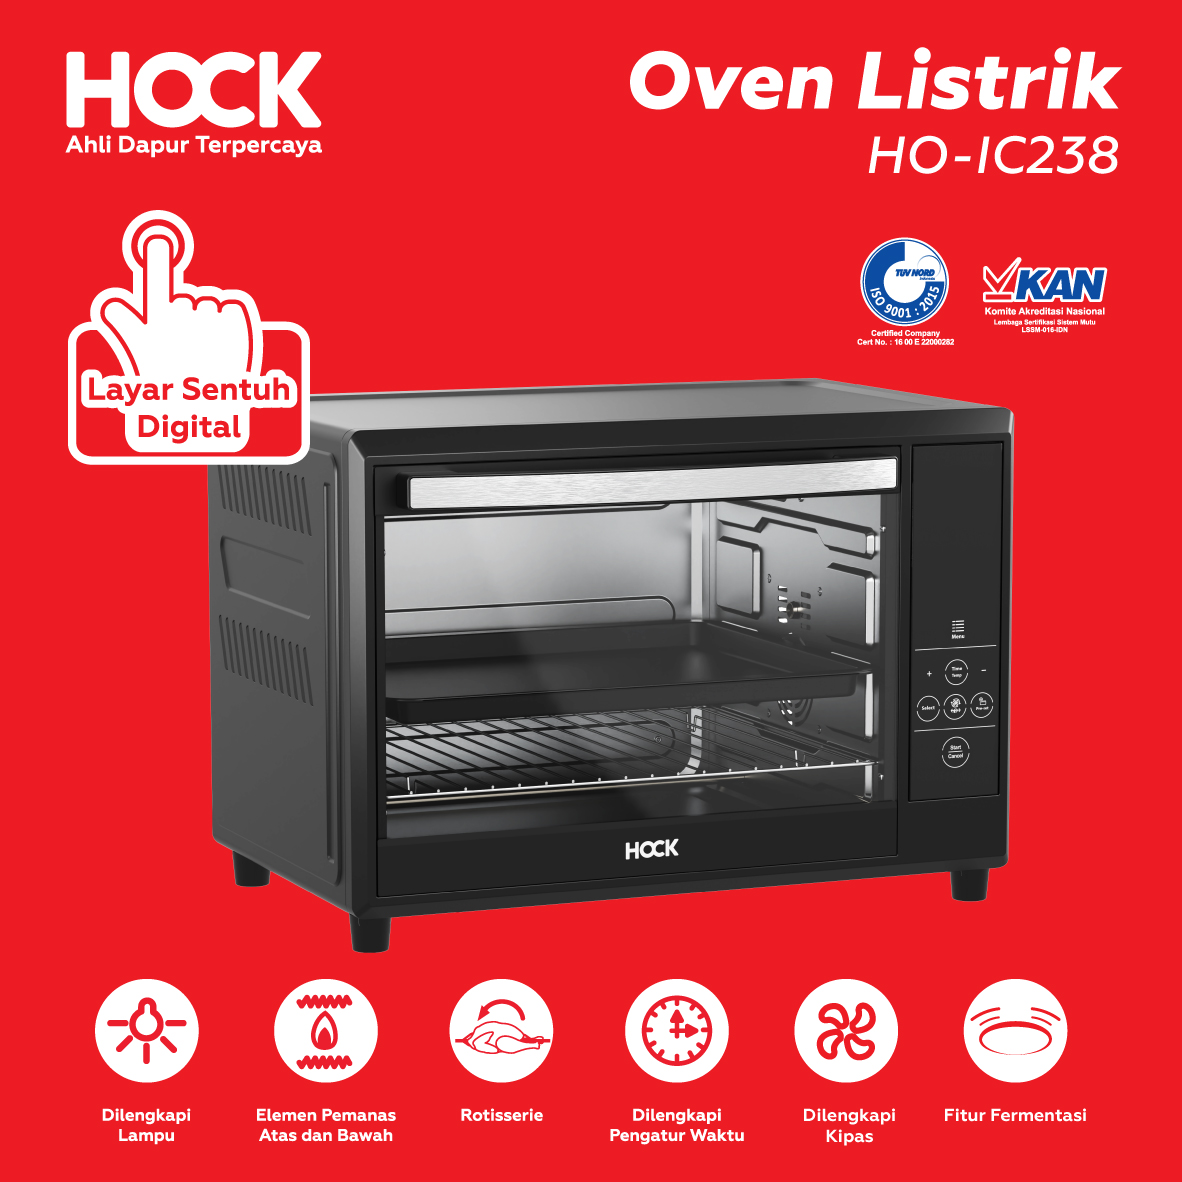 HOCK
Ahli Dapur Terpercaya
Oven Listrik
HO-IC238
TUV NORD
Indonesia
ISO 9001 : 2015
Certified Company
Cert No. : 16 00 E 22000282
KAN
Komite Akreditasi Nasional
Lembaga Sertifikasi Sistem Mutu
LSSM-016-IDN
Layar Sentuh
Digital
Menu
+
Time
Temp
-
Select
Start
Cancel
HOCK
Dilengkapi
Lampu
Elemen Pemanas
Atas dan Bawah
Rotisserie
Dilengkapi
Pengatur Waktu
Dilengkapi
Kipas
Fitur Fermentasi